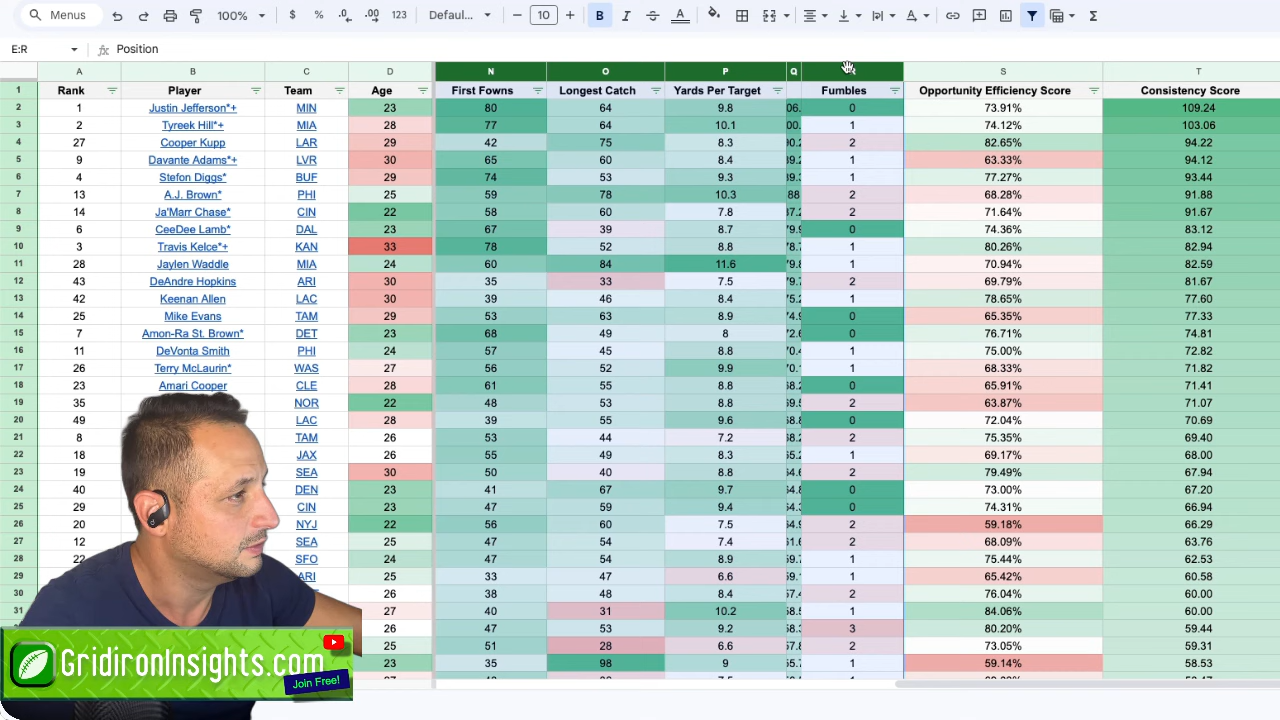 Menus 100% $ % .0 .00 123 Defaul... 10 B I A
E:R fx Position
A B C D N O P Q R S T
1 Rank Player Team Age First Fowns Longest Catch Yards Per Target Fumbles Opportunity Efficiency Score Consistency Score
2 1 Justin Jefferson*+ MIN 23 80 64 9.8 0 73.91% 109.24
3 2 Tyreek Hill*+ MIA 28 77 64 10.1 1 74.12% 103.06
4 27 Cooper Kupp LAR 29 42 75 8.3 2 82.65% 94.22
5 9 Davante Adams*+ LVR 30 65 60 8.4 1 63.33% 94.12
6 4 Stefon Diggs* BUF 29 74 53 9.3 1 77.27% 93.44
7 13 A.J. Brown* PHI 25 59 78 10.3 88 2 68.28% 91.88
8 14 Ja'Marr Chase* CIN 22 58 60 7.8 2 71.64% 91.67
9 6 CeeDee Lamb* DAL 23 67 39 8.7 0 74.36% 83.12
10 5 Travis Kelce*+ KAN 33 78 52 8.8 1 80.26% 82.94
11 28 Jaylen Waddle MIA 24 60 84 11.6 1 70.94% 82.59
12 43 DeAndre Hopkins ARI 30 35 33 7.5 2 69.79% 81.67
13 42 Keenan Allen LAC 30 39 46 8.4 1 78.65% 77.60
14 25 Mike Evans TAM 29 53 63 8.9 0 65.35% 77.33
15 7 Amon-Ra St. Brown* DET 23 68 49 8 0 76.71% 74.81
16 11 DeVonta Smith PHI 24 57 45 8.8 1 75.00% 72.82
17 26 Terry McLaurin* WAS 27 56 52 9.9 1 68.33% 71.82
18 23 Amari Cooper CLE 28 61 55 8.8 0 65.91% 71.41
19 35 NOR 22 48 53 8.8 2 63.87% 71.07
20 49 LAC 28 39 55 9.6 0 72.04% 70.69
21 8 TAM 26 53 44 7.2 2 75.35% 69.40
22 18 JAX 26 55 49 8.3 1 69.17% 68.00
23 19 SEA 30 50 40 8.8 2 79.49% 67.94
24 40 DEN 23 41 67 9.7 0 73.00% 67.20
25 29 CIN 23 47 59 9.4 0 74.31% 66.94
26 20 NYJ 22 56 60 7.5 2 59.18% 66.29
27 12 SEA 25 47 54 7.4 2 68.09% 63.76
28 22 SFO 24 47 54 8.9 1 75.44% 62.53
29 ARI 25 33 47 6.6 1 65.42% 60.58
30 26 38 48 8.4 2 76.04% 60.00
31 27 40 31 10.2 1 84.06% 60.00
26 47 53 9.2 3 80.20% 59.44
25 51 28 6.6 2 73.05% 59.31
23 35 98 9 1 59.14% 58.53
GridironInsights.com
Join Free!